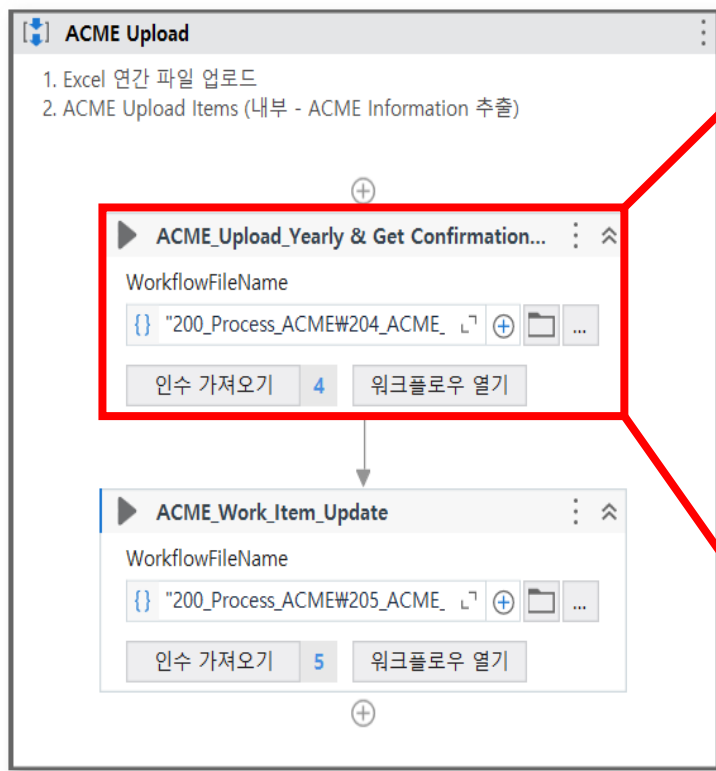 ACME Upload
1. Excel 연간 파일 업로드
2. ACME Upload Items (내부 - ACME Information 추출)
ACME_Upload_Yearly & Get Confirmation...
WorkflowFileName
{} "200_Process_ACME₩204_ACME_ ...
인수 가져오기 4 워크플로우 열기
ACME_Work_Item_Update
WorkflowFileName
{} "200_Process_ACME₩205_ACME_ ...
인수 가져오기 5 워크플로우 열기